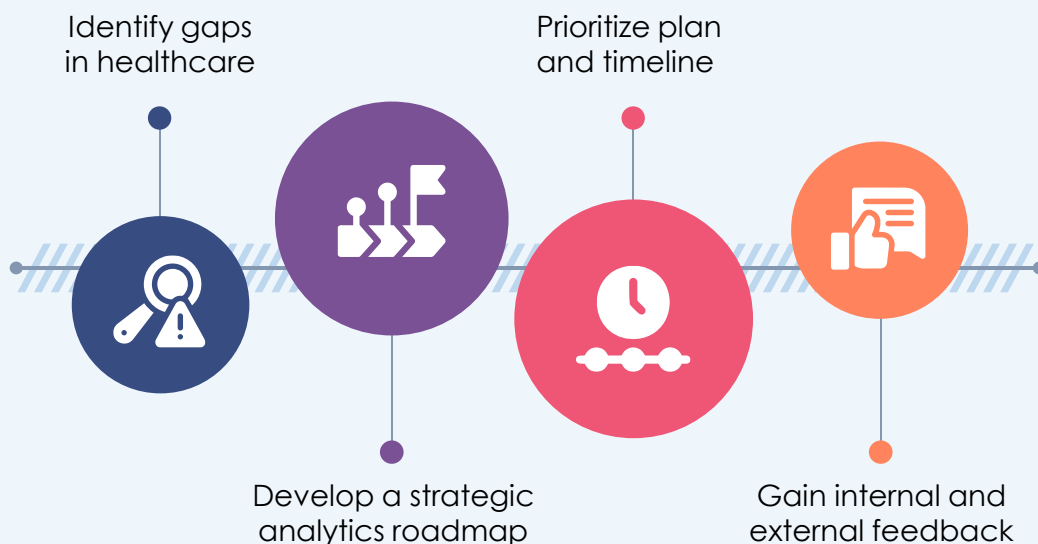 Identify gaps
in healthcare
Develop a strategic
analytics roadmap
Prioritize plan
and timeline
Gain internal and
external feedback